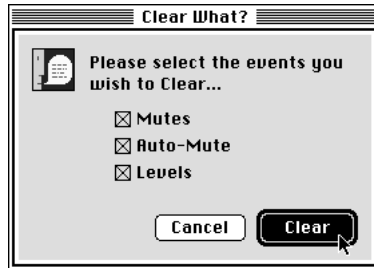 Clear What?
Please select the events you
wish to Clear...
Mutes
Auto-Mute
Levels
Cancel
Clear